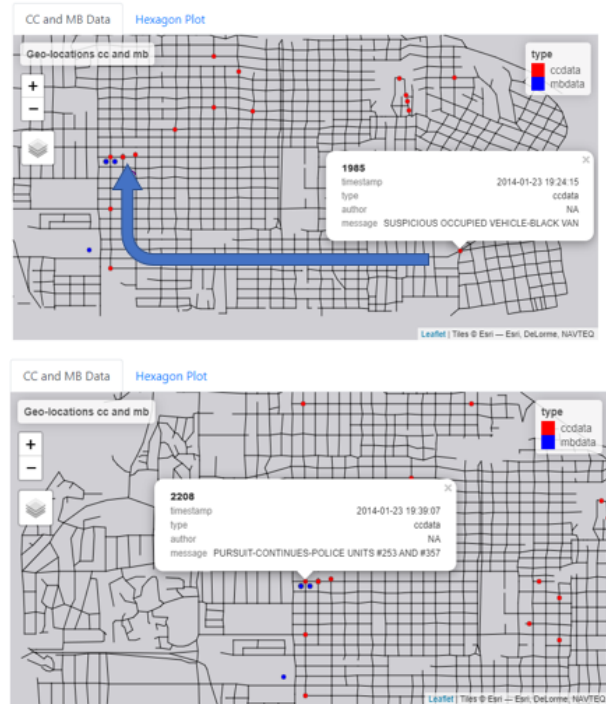 CC and MB Data Hexagon Plot
Geo-locations cc and mb
type
ccdata
mbdata
+
−
1985
timestamp 2014-01-23 19:24:15
type ccdata
author NA
message SUSPICIOUS OCCUPIED VEHICLE-BLACK VAN
Leaflet | Tiles © Esri — Esri, DeLorme, NAVTEQ
CC and MB Data Hexagon Plot
Geo-locations cc and mb
type
ccdata
mbdata
+
−
2208
timestamp 2014-01-23 19:39:07
type ccdata
author NA
message PURSUIT-CONTINUES-POLICE UNITS #253 AND #357
Leaflet | Tiles © Esri — Esri, DeLorme, NAVTEQ